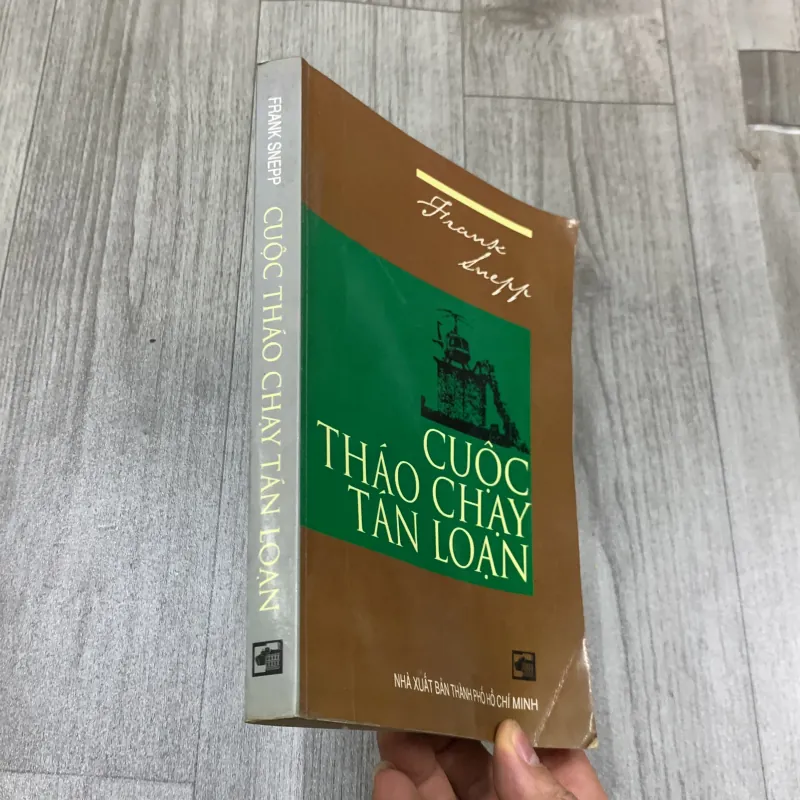 FRANK SNEPP CUỘC THÁO CHẠY TÁN LOẠN
Frank
Snepp
CUỘC
THÁO CHẠY
TÁN LOẠN
NHÀ XUẤT BẢN THÀNH PHỐ HỒ CHÍ MINH